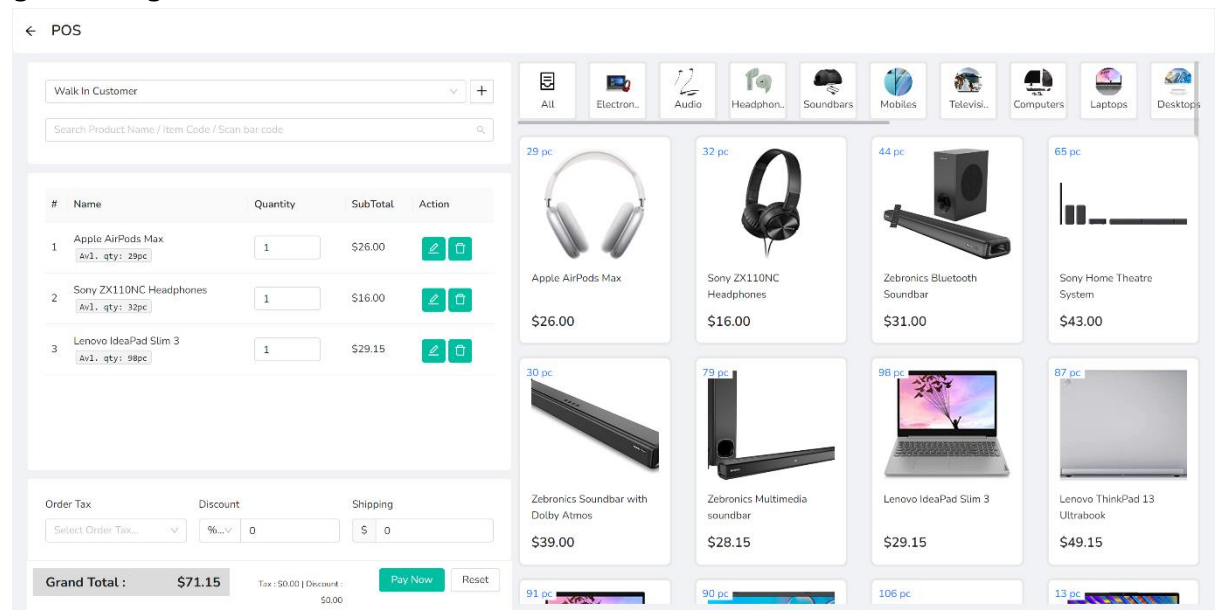 ← POS
Walk In Customer
+
Search Product Name / Item Code / Scan bar code
# Name Quantity SubTotal Action
1 Apple AirPods Max 1 $26.00
Avl. qty: 29pc
2 Sony ZX110NC Headphones 1 $16.00
Avl. qty: 32pc
3 Lenovo IdeaPad Slim 3 1 $29.15
Avl. qty: 98pc
Order Tax Discount Shipping
Select Order Tax... %... 0 $ 0
Grand Total : $71.15
Tax : $0.00 | Discount :
$0.00
Pay Now Reset
All Electron.. Audio Headphon.. Soundbars Mobiles Televisi.. Computers Laptops Desktops
29 pc
Apple AirPods Max
$26.00
32 pc
Sony ZX110NC
Headphones
$16.00
44 pc
Zebronics Bluetooth
Soundbar
$31.00
65 pc
Sony Home Theatre
System
$43.00
30 pc
Zebronics Soundbar with
Dolby Atmos
$39.00
79 pc
Zebronics Multimedia
soundbar
$28.15
98 pc
Lenovo IdeaPad Slim 3
$29.15
87 pc
Lenovo ThinkPad 13
Ultrabook
$49.15
91 pc
90 pc
106 pc
13 pc